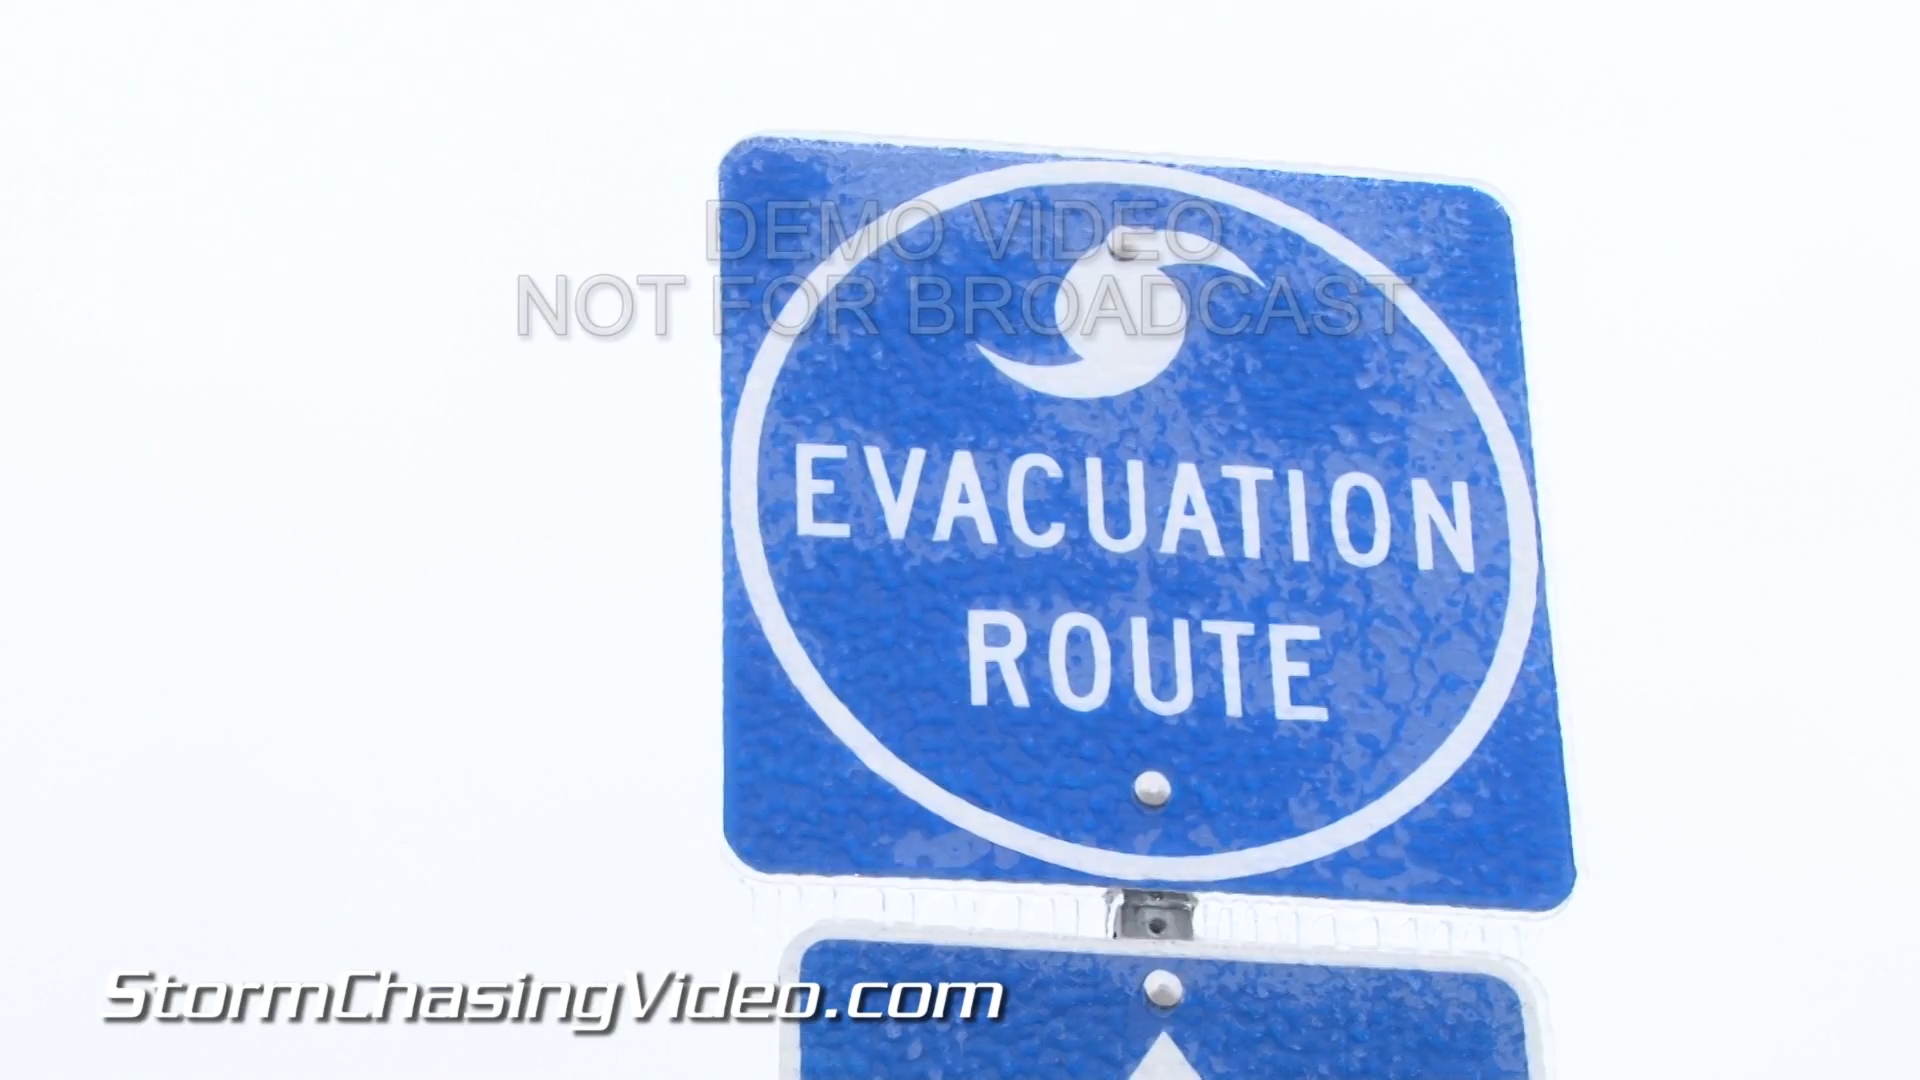 DEMO VIDEO
NOT FOR BROADCAST
EVACUATION
ROUTE
StormChasingVideo.com